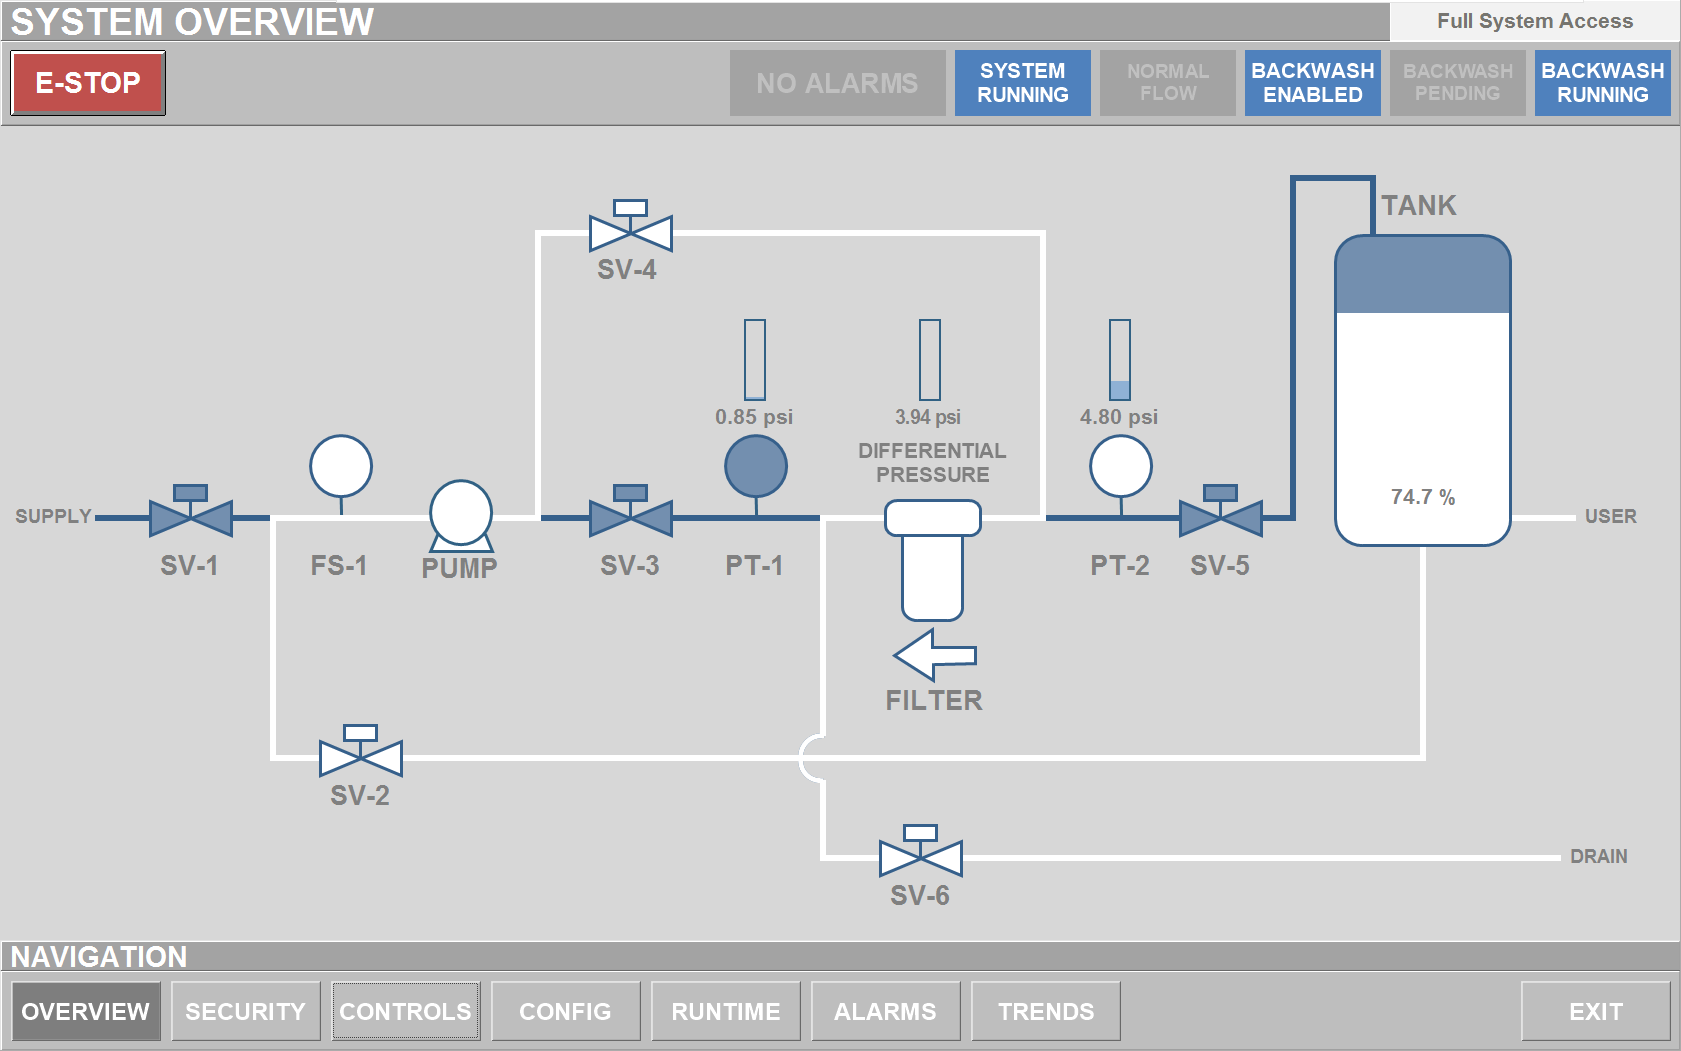 SYSTEM OVERVIEW
Full System Access
E-STOP
NO ALARMS
SYSTEM
RUNNING
NORMAL
FLOW
BACKWASH
ENABLED
BACKWASH
PENDING
BACKWASH
RUNNING
TANK
SV-4
0.85 psi
3.94 psi
4.80 psi
DIFFERENTIAL
PRESSURE
74.7 %
SUPPLY
USER
SV-1
FS-1
PUMP
SV-3
PT-1
PT-2
SV-5
FILTER
SV-2
DRAIN
SV-6
NAVIGATION
OVERVIEW
SECURITY
CONTROLS
CONFIG
RUNTIME
ALARMS
TRENDS
EXIT